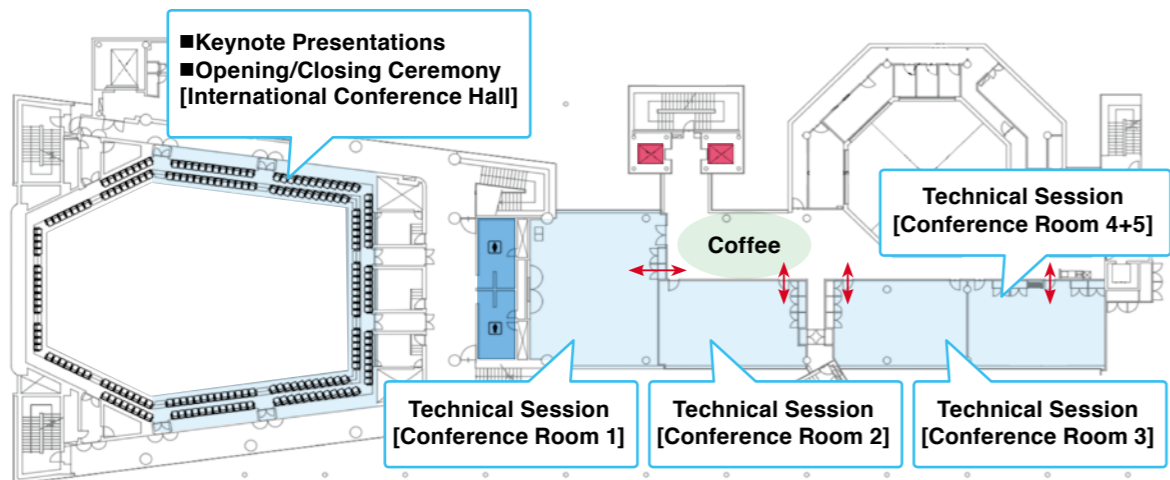 ■Keynote Presentations
■Opening/Closing Ceremony
[International Conference Hall]
Technical Session
[Conference Room 4+5]
Coffee
Technical Session
[Conference Room 1]
Technical Session
[Conference Room 2]
Technical Session
[Conference Room 3]